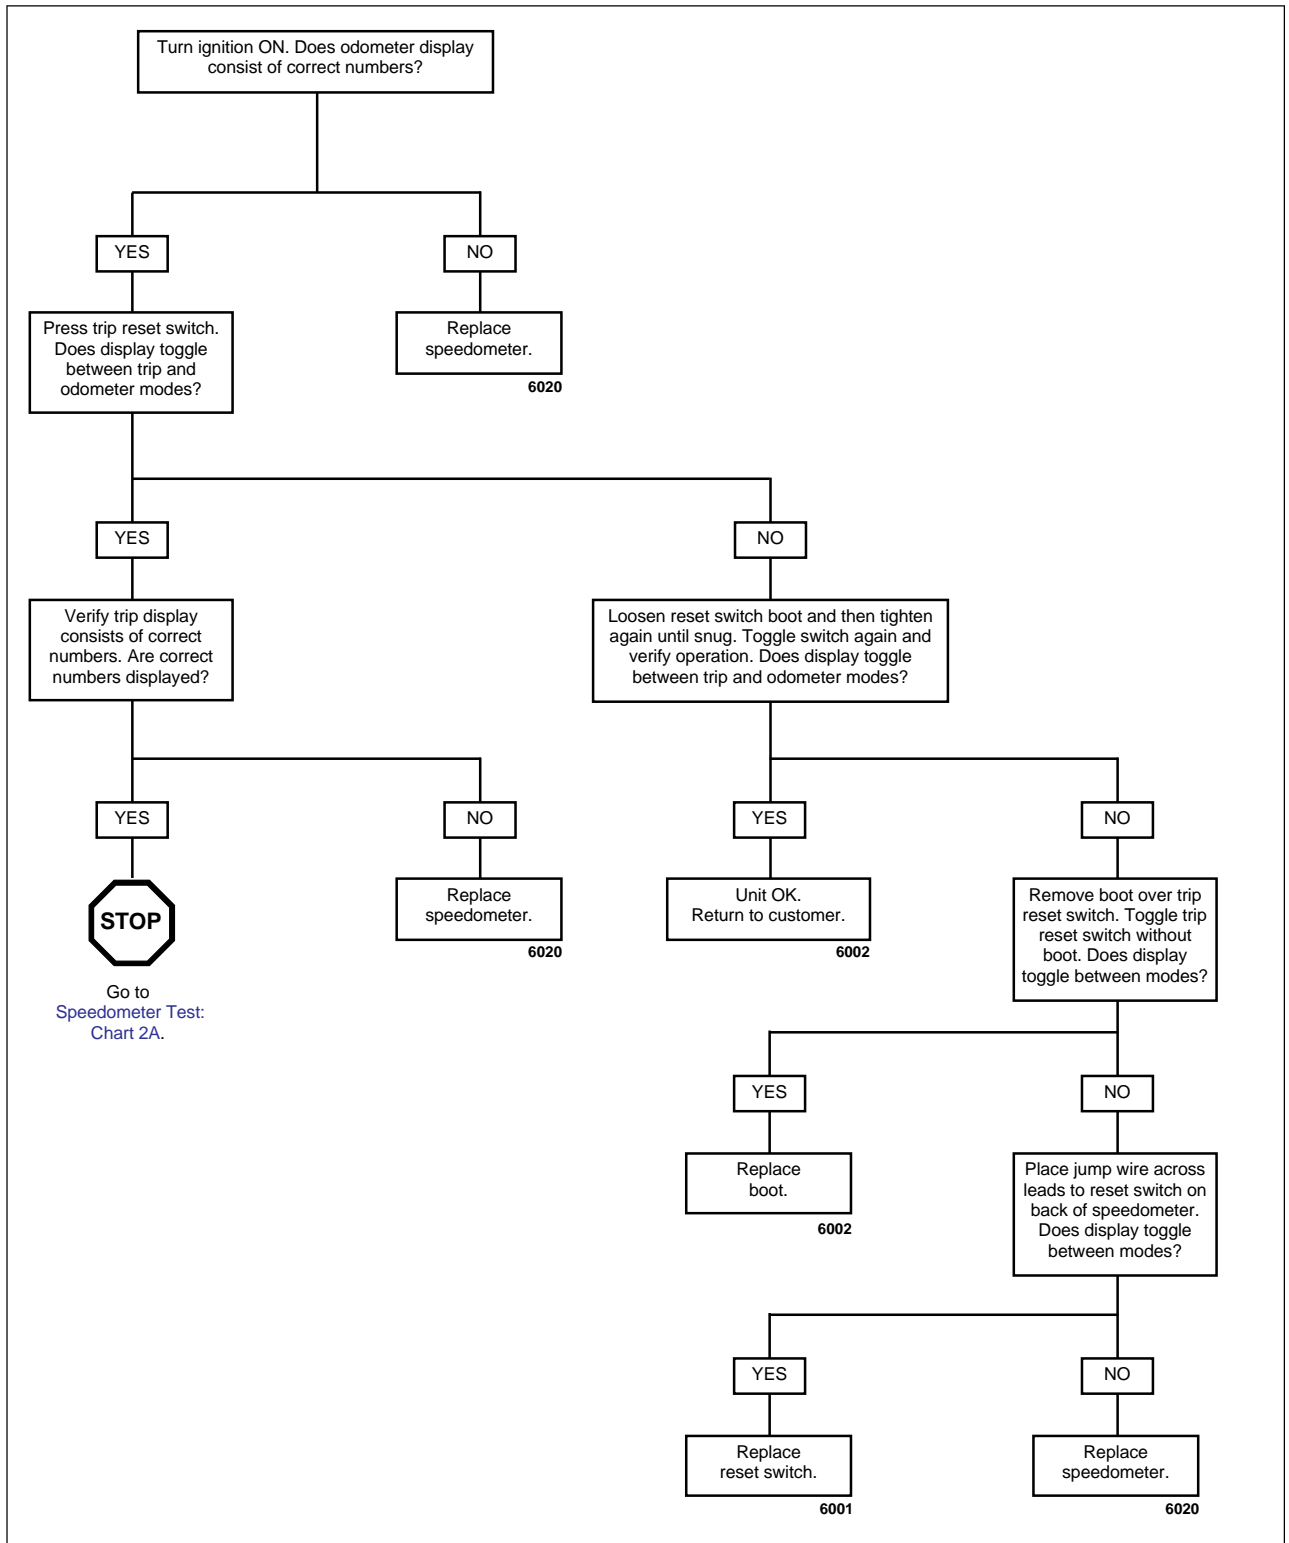 Turn ignition ON. Does odometer display
consist of correct numbers?
YES
NO
Press trip reset switch.
Does display toggle
between trip and
odometer modes?
Replace
speedometer.
6020
YES
NO
Verify trip display
consists of correct
numbers. Are correct
numbers displayed?
Loosen reset switch boot and then tighten
again until snug. Toggle switch again and
verify operation. Does display toggle
between trip and odometer modes?
YES
NO
YES
NO
STOP
Go to
Speedometer Test:
Chart 2A.
Replace
speedometer.
6020
Unit OK.
Return to customer.
6002
Remove boot over trip
reset switch. Toggle trip
reset switch without
boot. Does display
toggle between modes?
YES
NO
Replace
boot.
6002
Place jump wire across
leads to reset switch on
back of speedometer.
Does display toggle
between modes?
YES
NO
Replace
reset switch.
6001
Replace
speedometer.
6020